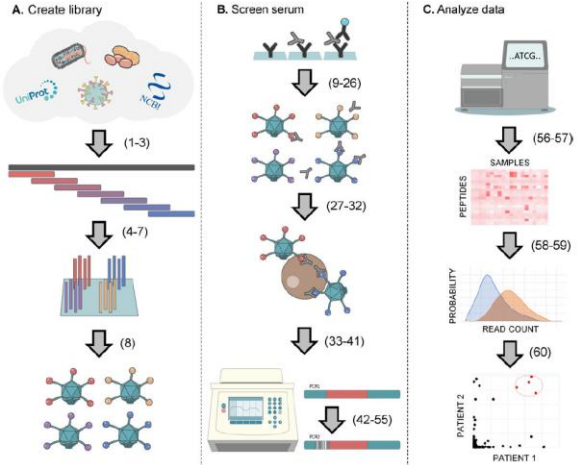 A. Create library
UniProt
NCBI
(1-3)
(4-7)
(8)
B. Screen serum
(9-26)
(27-32)
(33-41)
PCR1
(42-55)
PCR2
C. Analyze data
..ATCG..
(56-57)
SAMPLES
PEPTIDES
(58-59)
PROBABILITY
READ COUNT
(60)
PATIENT 2
PATIENT 1